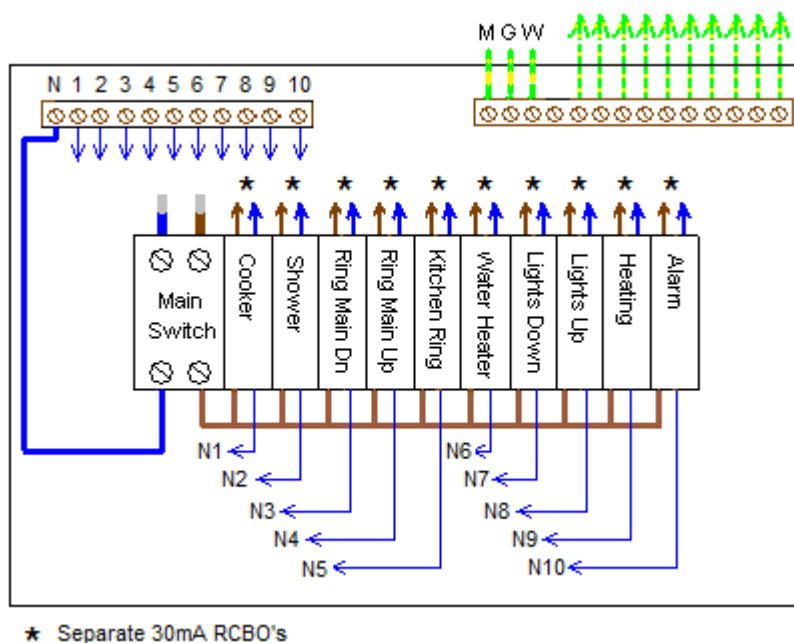 M G W
N 1 2 3 4 5 6 7 8 9 10
* * * * * * * * * *
Main
Switch
Cooker
Shower
Ring Main Dn
Ring Main Up
Kitchen Ring
Water Heater
Lights Down
Lights Up
Heating
Alarm
N1
N2
N3
N4
N5
N6
N7
N8
N9
N10
* Separate 30mA RCBO's